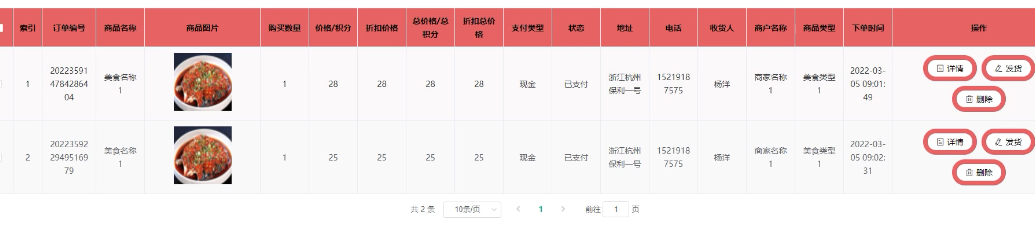 索引 订单编号 商品名称 商品图片 购买数量 价格/积分 折扣价格 总价格/总积分 折扣总价格 支付类型 状态 地址 电话 收货人 商户名称 商品类型 下单时间 操作
1 202235914784286404 美食名称1 1 28 28 28 28 现金 已支付 浙江杭州保利一号 15219187575 杨洋 商家名称1 美食类型1 2022-03-05 09:01:49 详情 发货 删除
2 202235922949516979 美食名称1 1 25 25 25 25 现金 已支付 浙江杭州保利一号 15219187575 杨洋 商家名称1 美食类型1 2022-03-05 09:02:31 详情 发货 删除
共 2 条 10条/页 1 前往 1 页